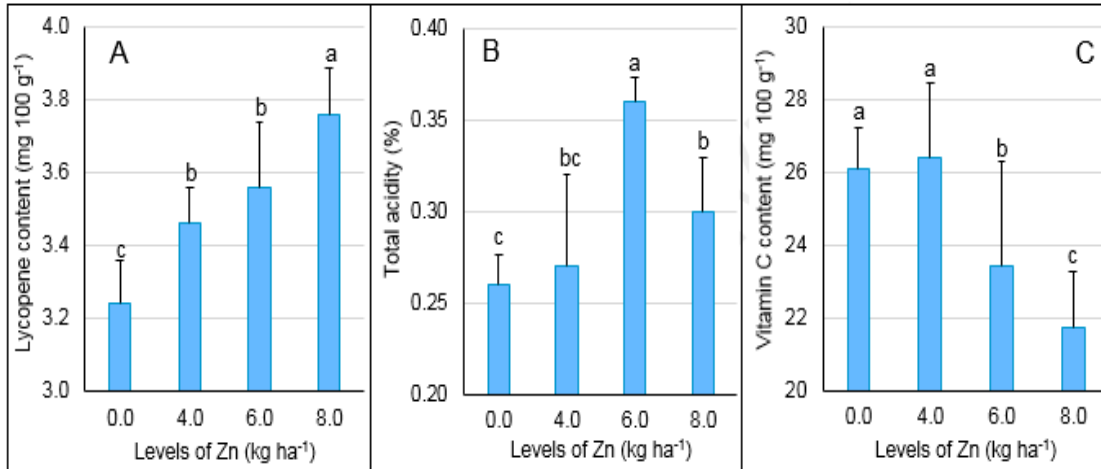 A
Lycopene content (mg 100 g⁻¹)
4.0
3.8
3.6
3.4
3.2
3.0
c
b
b
a
0.0 4.0 6.0 8.0
Levels of Zn (kg ha⁻¹)
B
Total acidity (%)
0.40
0.35
0.30
0.25
0.20
c
bc
a
b
0.0 4.0 6.0 8.0
Levels of Zn (kg ha⁻¹)
C
Vitamin C content (mg 100 g⁻¹)
30
28
26
24
22
20
a
a
b
c
0.0 4.0 6.0 8.0
Levels of Zn (kg ha⁻¹)